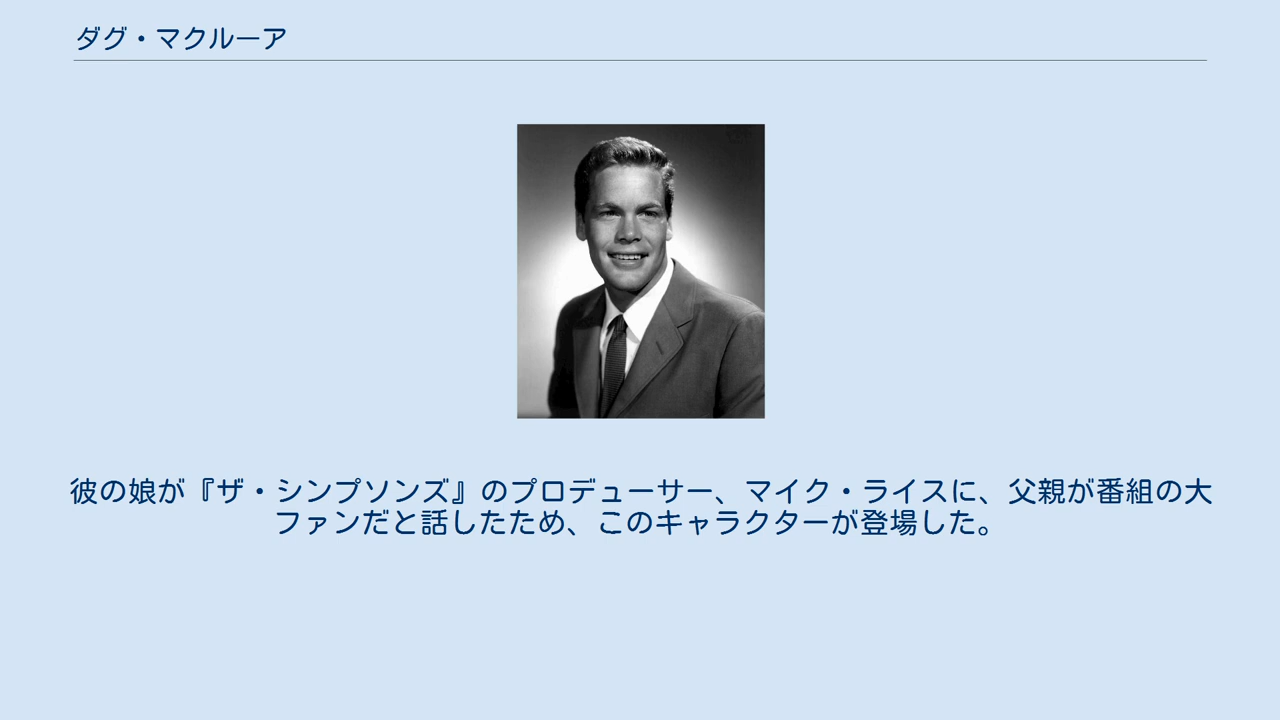 ダグ・マクルーア
彼の娘が『ザ・シンプソンズ』のプロデューサー、マイク・ライスに、父親が番組の大
ファンだと話したため、このキャラクターが登場した。